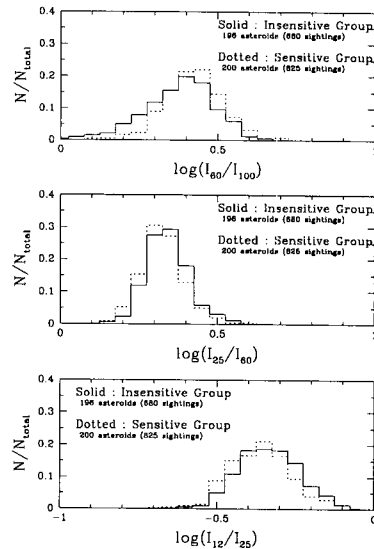 0.4
Solid : Insensitive Group
196 asteroids (680 sightings)
0.3
Dotted : Sensitive Group
200 asteroids (825 sightings)
0.2
0.1
0
0
0.5
N/N_total
log(I_60/I_100)
0.4
Solid : Insensitive Group
196 asteroids (680 sightings)
0.3
Dotted : Sensitive Group
200 asteroids (825 sightings)
0.2
0.1
0
0
0.5
N/N_total
log(I_25/I_60)
0.4
Solid : Insensitive Group
196 asteroids (680 sightings)
0.3
Dotted : Sensitive Group
200 asteroids (825 sightings)
0.2
0.1
0
-1
-0.5
0
N/N_total
log(I_12/I_25)